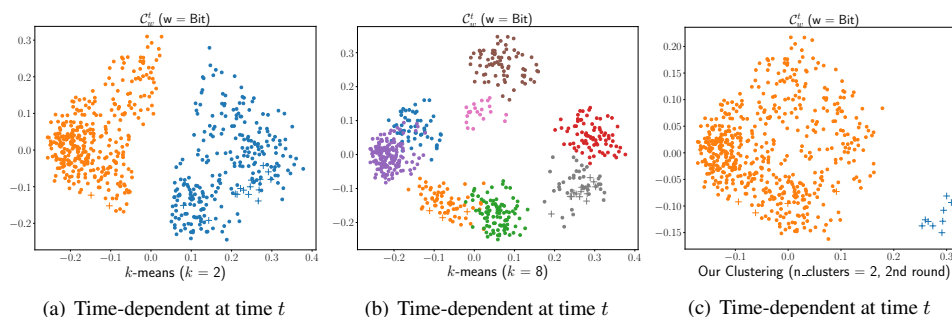 C_w^t (w = Bit)
0.3
0.2
0.1
0.0
−0.1
−0.2
−0.2 −0.1 0.0 0.1 0.2 0.3 0.4
k-means (k = 2)
(a) Time-dependent at time t
C_w^t (w = Bit)
0.3
0.2
0.1
0.0
−0.1
−0.2
−0.2 −0.1 0.0 0.1 0.2 0.3 0.4
k-means (k = 8)
(b) Time-dependent at time t
C_w^t (w = Bit)
0.20
0.15
0.10
0.05
0.00
−0.05
−0.10
−0.15
−0.1 0.0 0.1 0.2 0.3
Our Clustering (n_clusters = 2, 2nd round)
(c) Time-dependent at time t